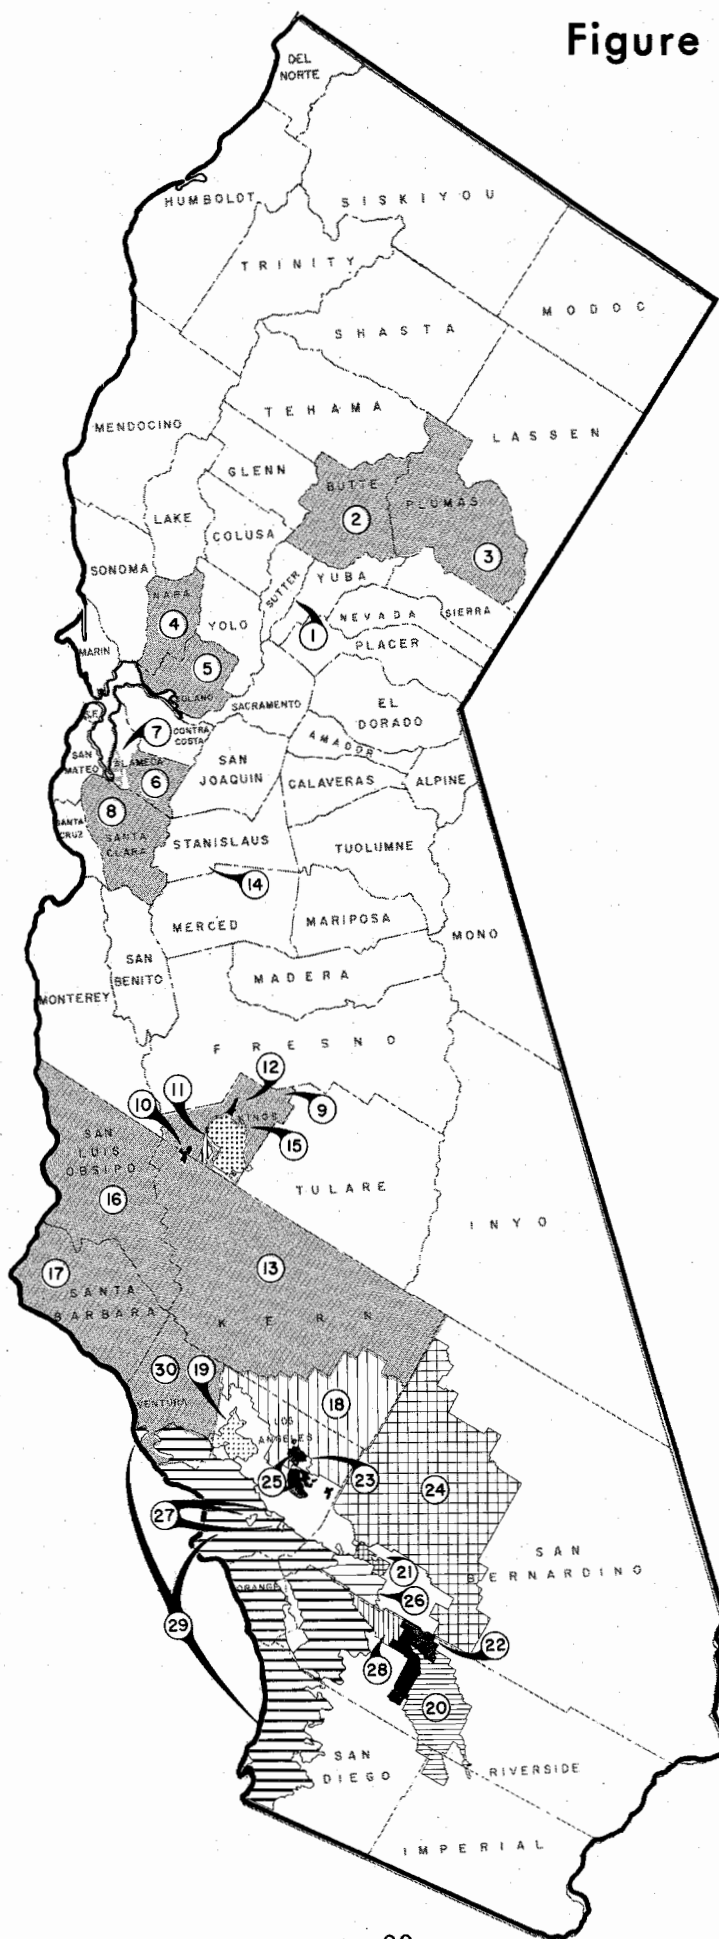 Figure
DEL
NORTE
HUMBOLDT
SISKIYOU
TRINITY
MODOC
SHASTA
TEHAMA
MENDOCINO
LASSEN
GLENN
BUTTE
PLUMAS
LAKE
2
COLUSA
3
SONOMA
SUTTER
YUBA
NAPA
4
YOLO
1
NEVADA
SIERRA
PLACER
MARIN
5
SOLANO
SACRAMENTO
EL
DORADO
S.F.
7
CONTRA
COSTA
AMADOR
SAN
MATEO
ALAMEDA
6
SAN
JOAQUIN
CALAVERAS
ALPINE
8
SANTA
CRUZ
SANTA
CLARA
STANISLAUS
TUOLUMNE
14
MERCED
MARIPOSA
MONO
SAN
BENITO
MADERA
MONTEREY
FRESNO
12
11
10
9
KINGS
15
SAN
LUIS
OBSIPO
16
TULARE
INYO
13
17
SANTA
BARBARA
KERN
30
19
VENTURA
18
LOS
ANGELES
25
23
24
27
SAN
BERNARDINO
21
ORANGE
26
29
28
22
20
SAN
DIEGO
RIVERSIDE
IMPERIAL